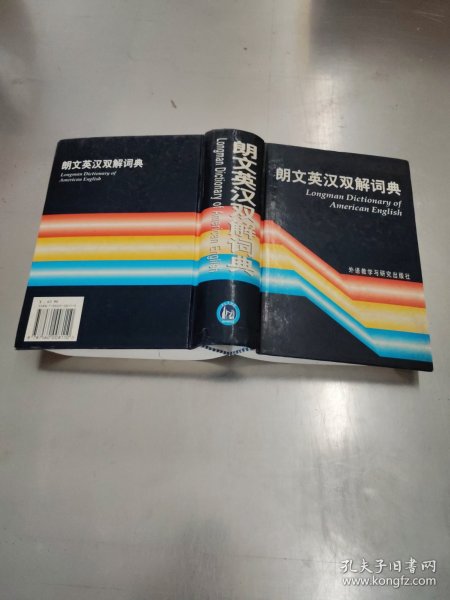 朗文英汉双解词典
Longman Dictionary of
American English
朗文英汉双解词典
Longman Dictionary of American English
朗文英汉双解词典
Longman Dictionary of
American English
外语教学与研究出版社
孔夫子旧书网
www.kongfz.com